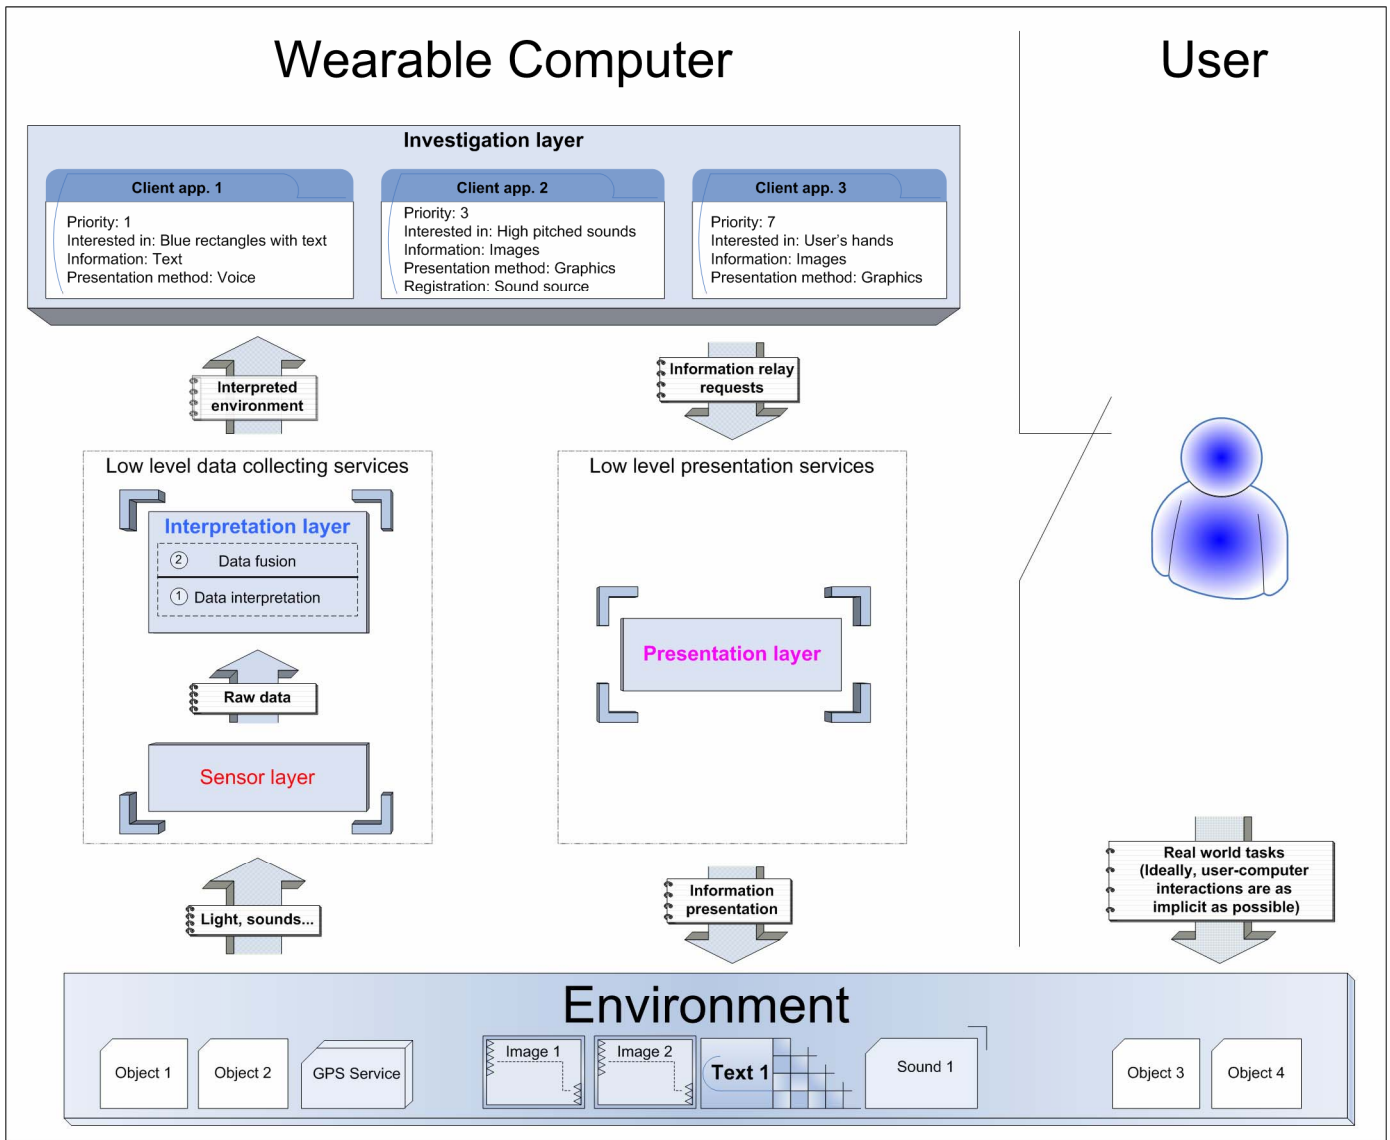 Wearable Computer
User
Investigation layer
Client app. 1
Priority: 1
Interested in: Blue rectangles with text
Information: Text
Presentation method: Voice
Client app. 2
Priority: 3
Interested in: High pitched sounds
Information: Images
Presentation method: Graphics
Registration: Sound source
Client app. 3
Priority: 7
Interested in: User's hands
Information: Images
Presentation method: Graphics
Interpreted
environment
Information relay
requests
Low level data collecting services
Interpretation layer
2 Data fusion
1 Data interpretation
Raw data
Sensor layer
Low level presentation services
Presentation layer
Light, sounds...
Information
presentation
Real world tasks
(Ideally, user-computer
interactions are as
implicit as possible)
Environment
Object 1
Object 2
GPS Service
Image 1
Image 2
Text 1
Sound 1
Object 3
Object 4